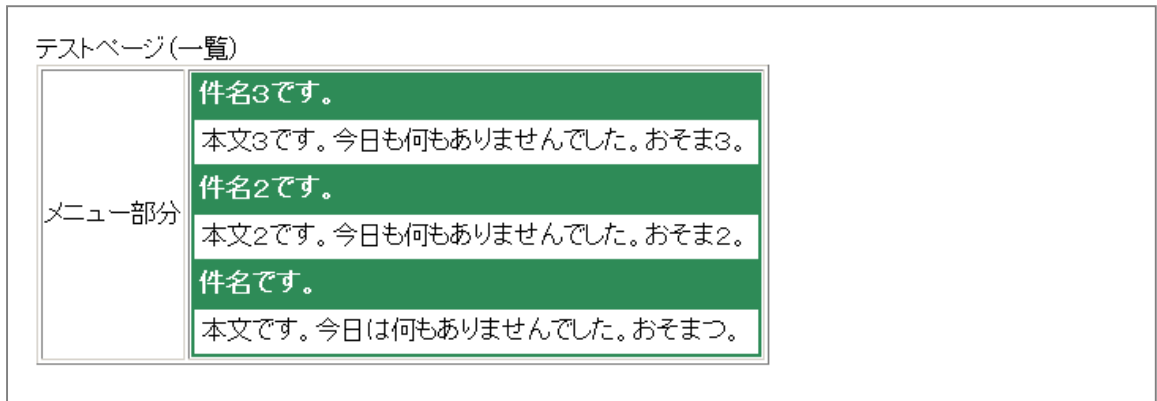 テストページ(一覧)
件名3です。
本文3です。今日も何もありませんでした。おそま3。
メニュー部分
件名2です。
本文2です。今日も何もありませんでした。おそま2。
件名です。
本文です。今日は何もありませんでした。おそまつ。